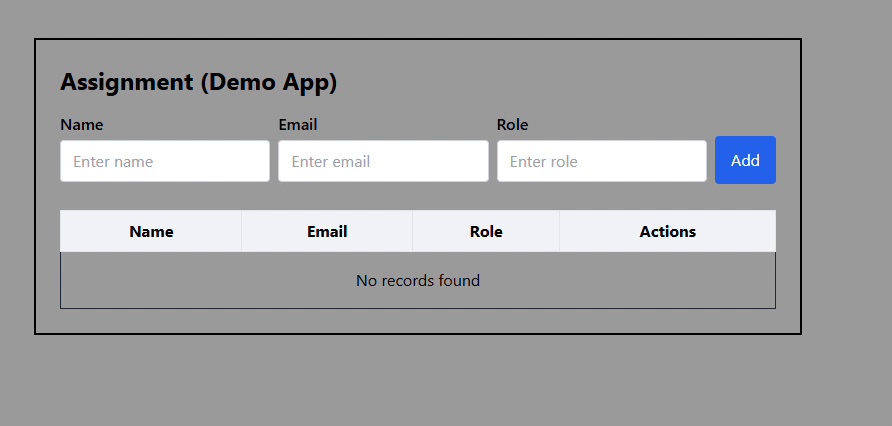 Assignment (Demo App)
Name Email Role
Enter name Enter email Enter role Add
Name Email Role Actions
No records found